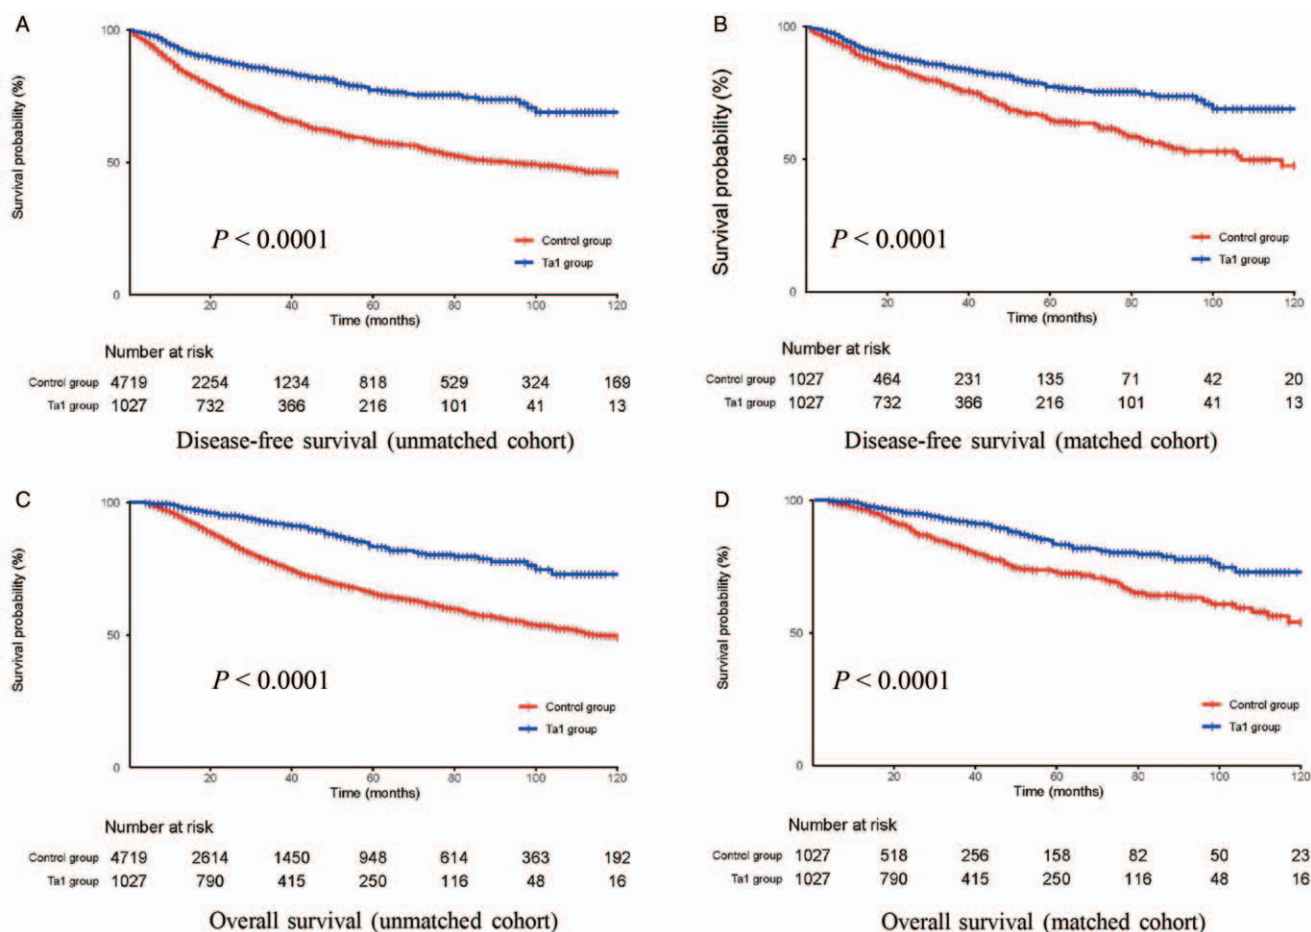 A
Survival probability (%)
100
50
0
P < 0.0001
Control group
Ta1 group
20 40 60 80 100 120
Time (months)
Number at risk
Control group 4719 2254 1234 818 529 324 169
Ta1 group 1027 732 366 216 101 41 13
Disease-free survival (unmatched cohort)
B
Survival probability (%)
100
50
0
P < 0.0001
Control group
Ta1 group
20 40 60 80 100 120
Time (months)
Number at risk
Control group 1027 464 231 135 71 42 20
Ta1 group 1027 732 366 216 101 41 13
Disease-free survival (matched cohort)
C
Survival probability (%)
100
50
0
P < 0.0001
Control group
Ta1 group
20 40 60 80 100 120
Time (months)
Number at risk
Control group 4719 2614 1450 948 614 363 192
Ta1 group 1027 790 415 250 116 48 16
Overall survival (unmatched cohort)
D
Survival probability (%)
100
50
0
P < 0.0001
Control group
Ta1 group
20 40 60 80 100 120
Time (months)
Number at risk
Control group 1027 518 256 158 82 50 23
Ta1 group 1027 790 415 250 116 48 16
Overall survival (matched cohort)